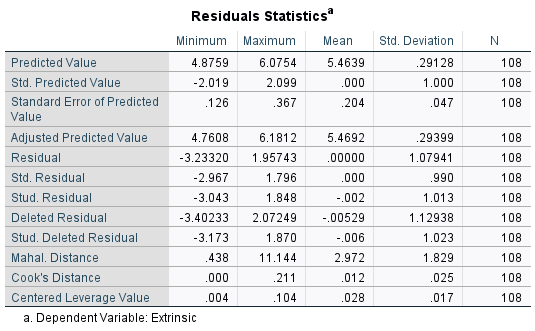 Residuals Statisticsa
Minimum Maximum Mean Std. Deviation N
Predicted Value 4.8759 6.0754 5.4639 .29128 108
Std. Predicted Value -2.019 2.099 .000 1.000 108
Standard Error of Predicted Value .126 .367 .204 .047 108
Adjusted Predicted Value 4.7608 6.1812 5.4692 .29399 108
Residual -3.23320 1.95743 .00000 1.07941 108
Std. Residual -2.967 1.796 .000 .990 108
Stud. Residual -3.043 1.848 -.002 1.013 108
Deleted Residual -3.40233 2.07249 -.00529 1.12938 108
Stud. Deleted Residual -3.173 1.870 -.006 1.023 108
Mahal. Distance .438 11.144 2.972 1.829 108
Cook's Distance .000 .211 .012 .025 108
Centered Leverage Value .004 .104 .028 .017 108
a. Dependent Variable: Extrinsic